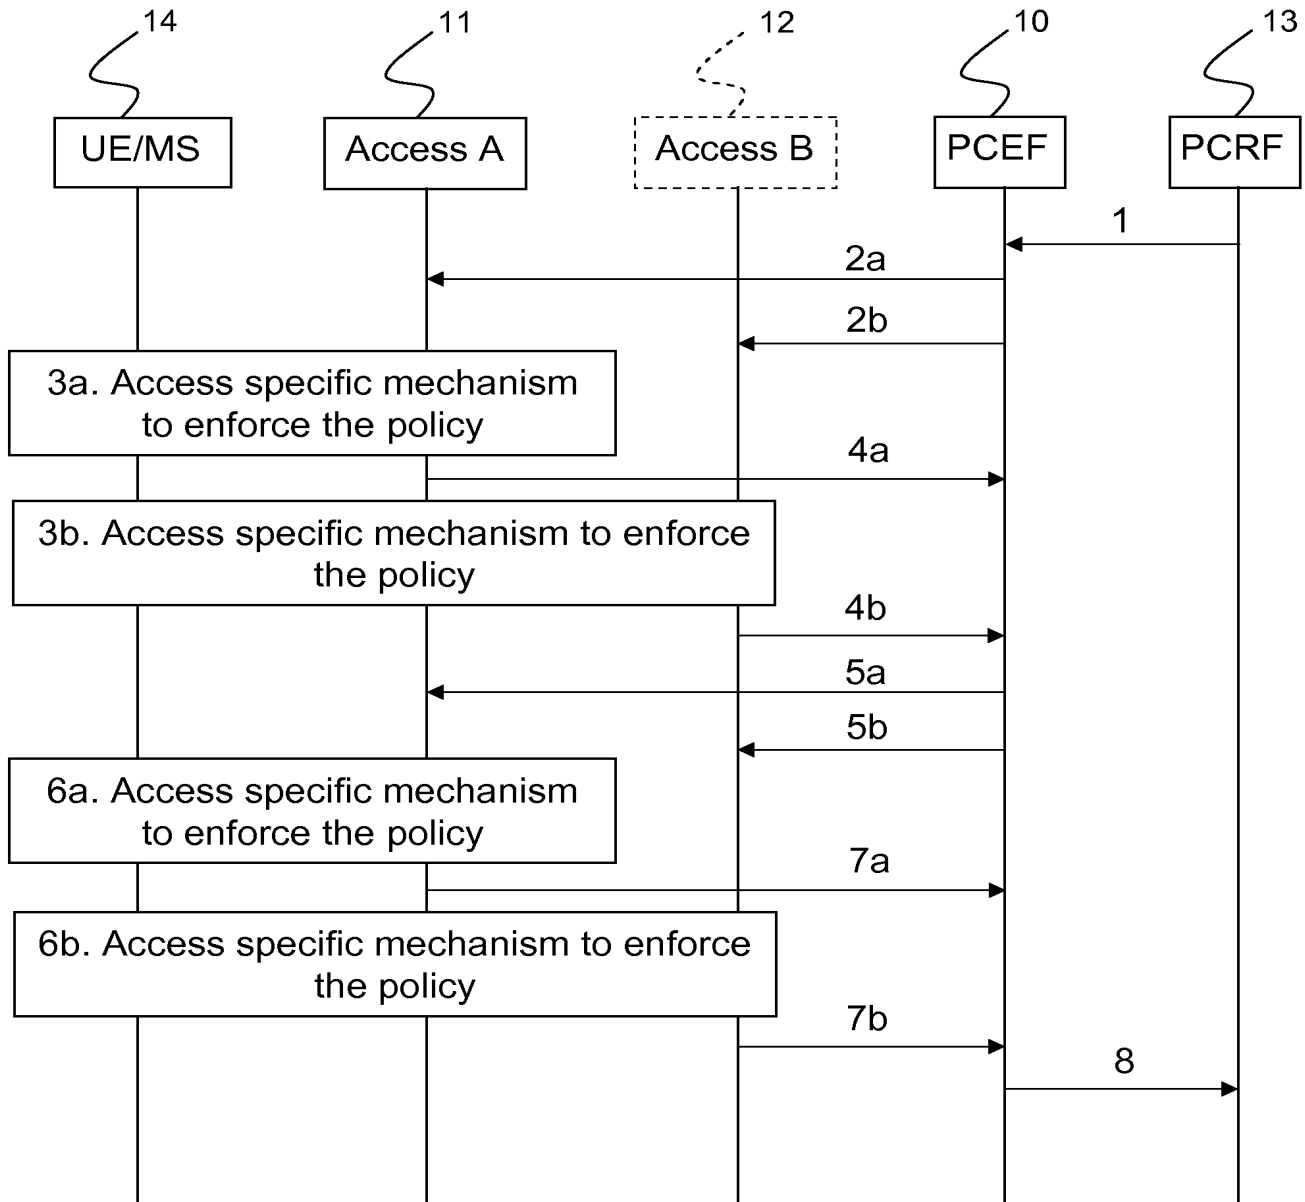 14
11
12
10
13
UE/MS
Access A
Access B
PCEF
PCRF
1
2a
2b
3a. Access specific mechanism
to enforce the policy
4a
3b. Access specific mechanism to enforce
the policy
4b
5a
5b
6a. Access specific mechanism
to enforce the policy
7a
6b. Access specific mechanism to enforce
the policy
7b
8